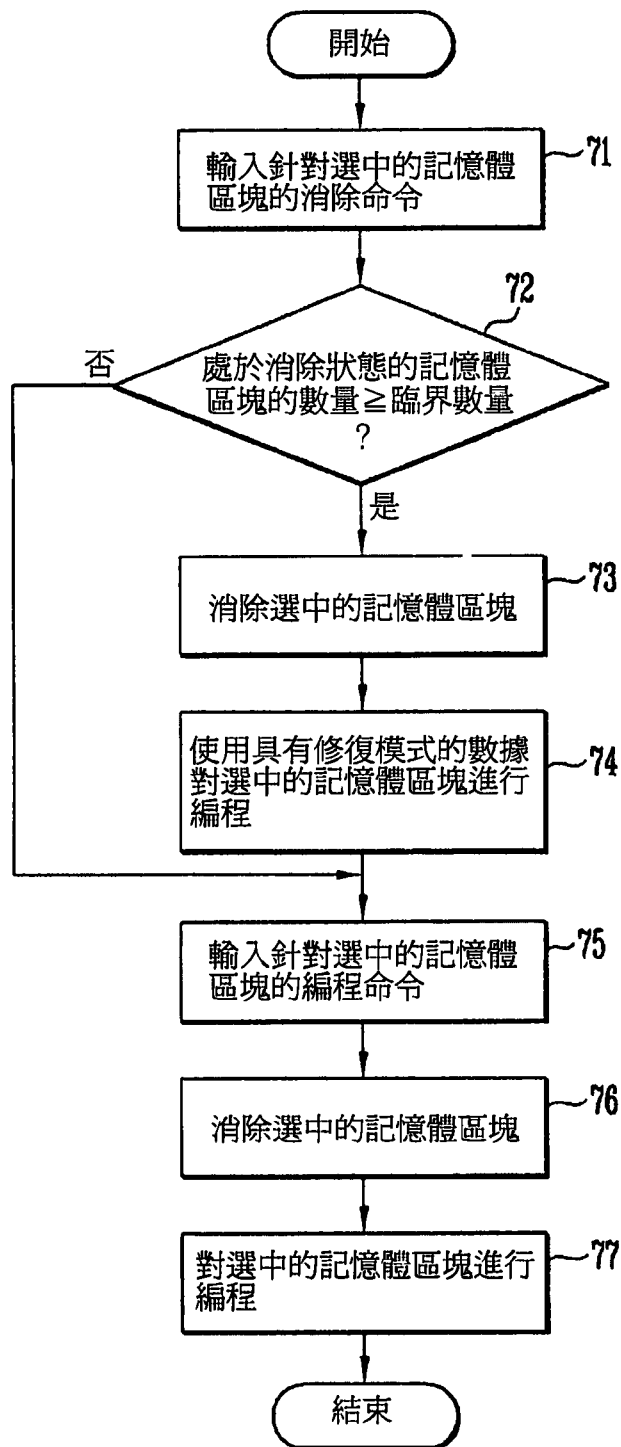 開始
71
輸入針對選中的記憶體
區塊的消除命令
72
否
處於消除狀態的記憶體
區塊的數量≧臨界數量
?
是
73
消除選中的記憶體區塊
使用具有修復模式的數據
對選中的記憶體區塊進行
編程
74
輸入針對選中的記憶體
區塊的編程命令
75
消除選中的記憶體區塊
76
對選中的記憶體區塊進行
編程
77
結束